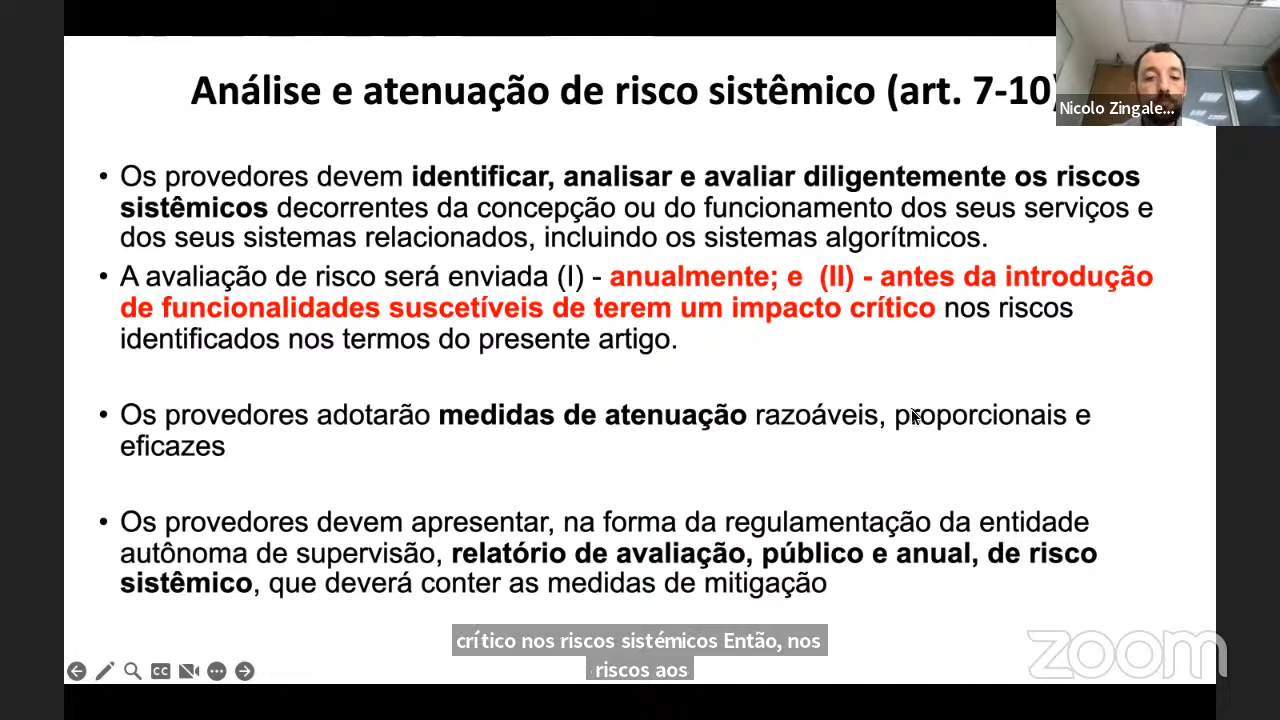 Análise e atenuação de risco sistêmico (art. 7-10)
Nicolo Zingale...
• Os provedores devem identificar, analisar e avaliar diligentemente os riscos
sistêmicos decorrentes da concepção ou do funcionamento dos seus serviços e
dos seus sistemas relacionados, incluindo os sistemas algorítmicos.
• A avaliação de risco será enviada (I) - anualmente; e (II) - antes da introdução
de funcionalidades suscetíveis de terem um impacto crítico nos riscos
identificados nos termos do presente artigo.
• Os provedores adotarão medidas de atenuação razoáveis, proporcionais e
eficazes
• Os provedores devem apresentar, na forma da regulamentação da entidade
autônoma de supervisão, relatório de avaliação, público e anual, de risco
sistêmico, que deverá conter as medidas de mitigação
crítico nos riscos sistémicos Então, nos
riscos aos
CC
zoom